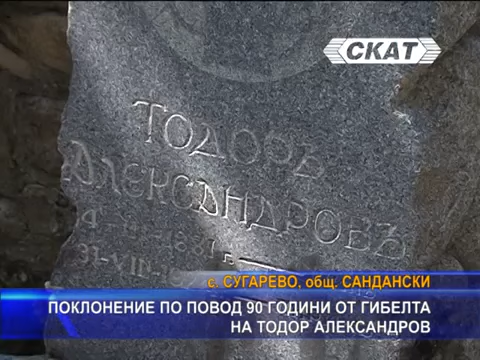 СКАТ
ТОДОРЪ
АЛЕКСАНДРОВЪ
с. СУГАРЕВО, общ. САНДАНСКИ
ПОКЛОНЕНИЕ ПО ПОВОД 90 ГОДИНИ ОТ ГИБЕЛТА
НА ТОДОР АЛЕКСАНДРОВ